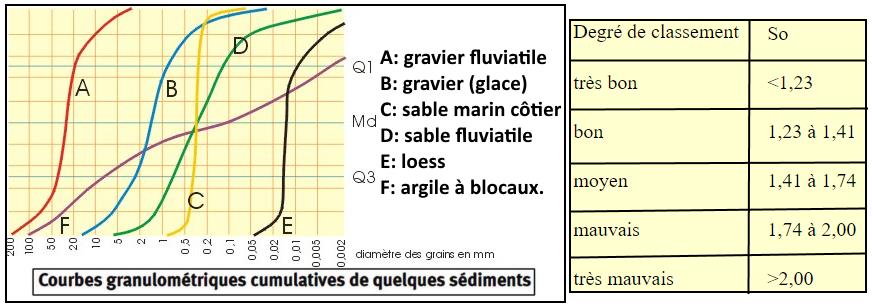 A
B
C
D
E
F
Q1
Md
Q3
200 100 50 20 10 5 2 1 0,5 0,2 0,1 0,05 0,02 0,01 0,005 0,002
diamètre des grains en mm
Courbes granulométriques cumulatives de quelques sédiments
A: gravier fluviatile
B: gravier (glace)
C: sable marin côtier
D: sable fluviatile
E: loess
F: argile à blocaux.
Degré de classement So
très bon <1,23
bon 1,23 à 1,41
moyen 1,41 à 1,74
mauvais 1,74 à 2,00
très mauvais >2,00